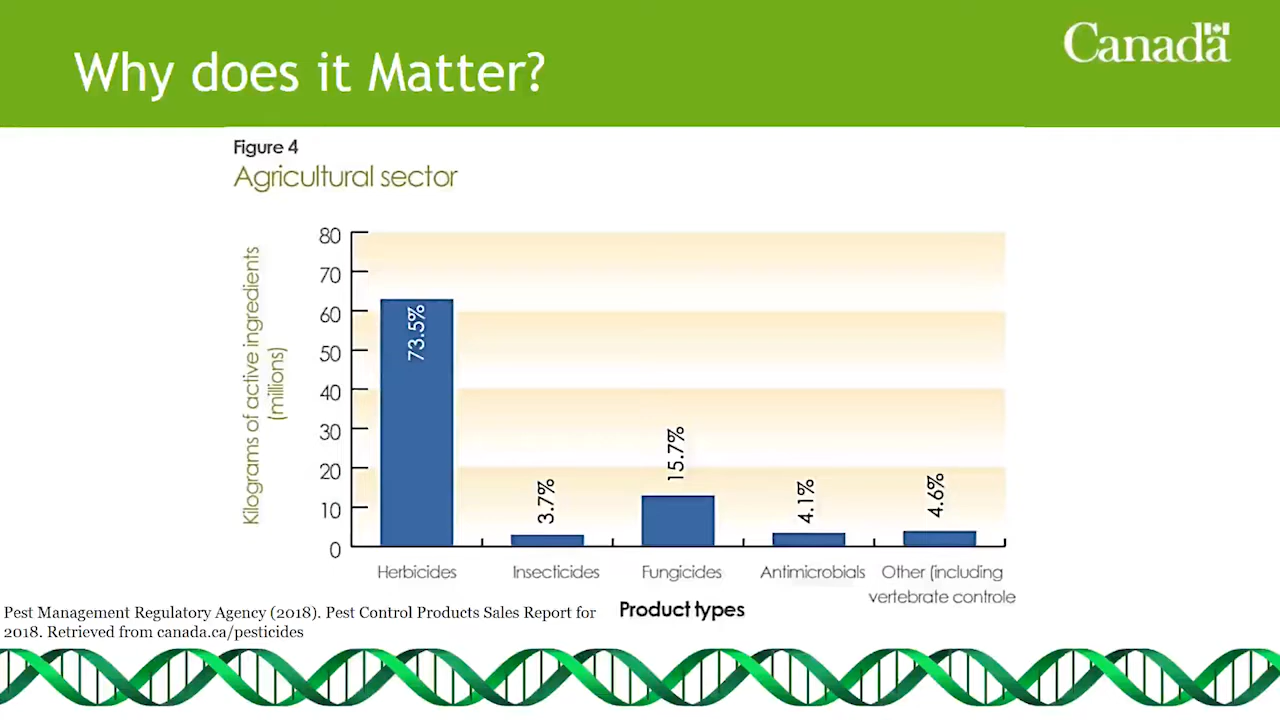 Why does it Matter?
Canada
Figure 4
Agricultural sector
Kilograms of active ingredients
(millions)
80
70
60
50
40
30
20
10
0
73.5%
3.7%
15.7%
4.1%
4.6%
Herbicides
Insecticides
Fungicides
Antimicrobials
Other (including
vertebrate controle
Product types
Pest Management Regulatory Agency (2018). Pest Control Products Sales Report for
2018. Retrieved from canada.ca/pesticides